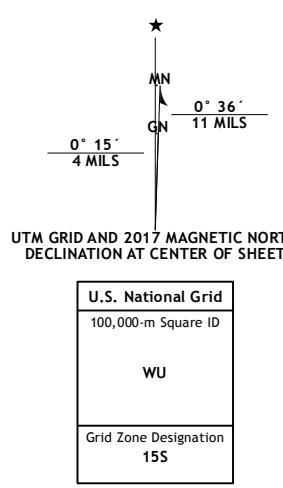 ★
MN
0° 36´
GN
11 MILS
0° 15´
4 MILS
UTM GRID AND 2017 MAGNETIC NORT
DECLINATION AT CENTER OF SHEET
U.S. National Grid
100,000-m Square ID
WU
Grid Zone Designation
15S